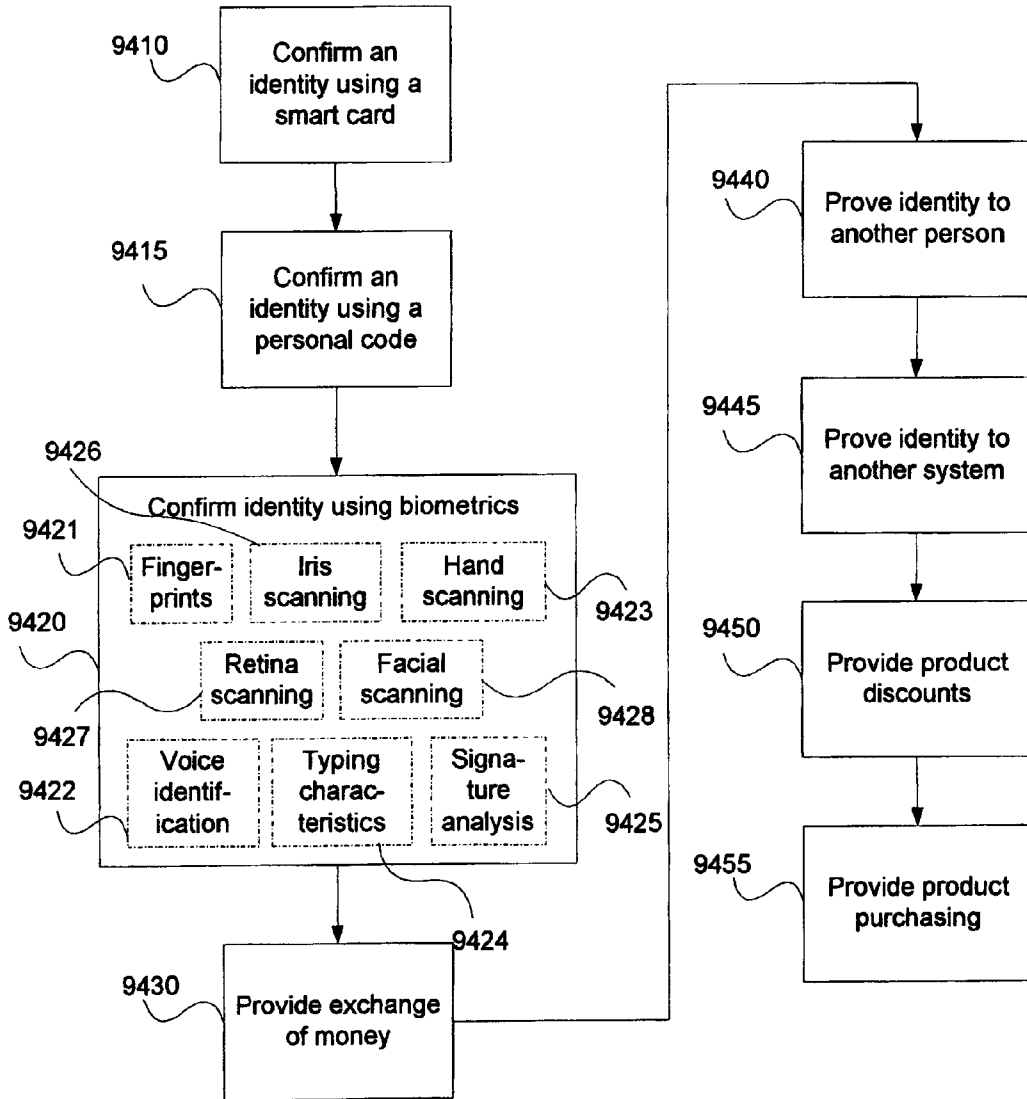 9410
Confirm an
identity using a
smart card
9415
Confirm an
identity using a
personal code
9426
Confirm identity using biometrics
9421
Finger-
prints
Iris
scanning
Hand
scanning
9423
9420
Retina
scanning
Facial
scanning
9427
9428
9422
Voice
identif-
ication
Typing
charac-
teristics
Signa-
ture
analysis
9425
9424
9430
Provide exchange
of money
9440
Prove identity to
another person
9445
Prove identity to
another system
9450
Provide product
discounts
9455
Provide product
purchasing